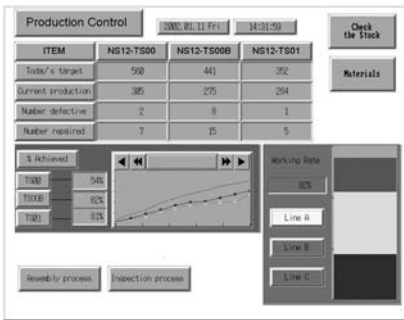 Production Control
2002.01.11 Fri
14:31:59
Check
the Stock
ITEM NS12-TS00 NS12-TS00B NS12-TS01
Today's target 560 441 352
Materials
Current production 305 275 284
Number defective 2 8 1
Number repaired 7 15 5
% Achieved
Working Rate
TS00 54%
82%
TS00B 62%
TS01 81%
Line A
Line B
Line C
Assembly process
Inspection process